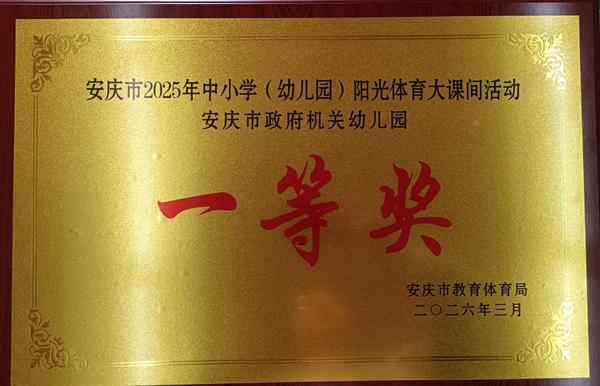 安庆市2025年中小学（幼儿园）阳光体育大课间活动
安庆市政府机关幼儿园
一等奖
安庆市教育体育局
二〇二六年三月